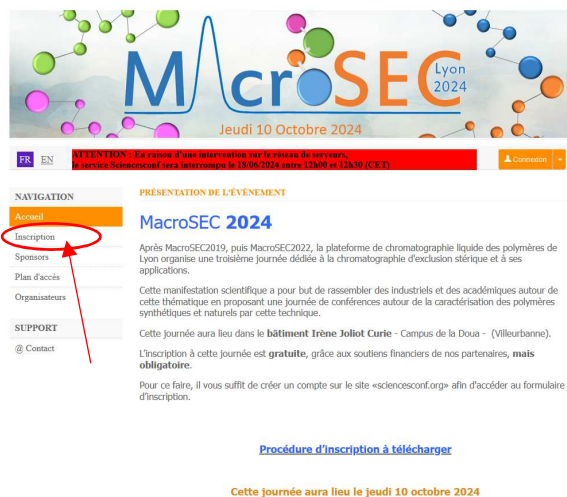 MacroSEC
Lyon
2024
Jeudi 10 Octobre 2024
FR EN
ATTENTION : En raison d'une intervention sur le réseau de serveurs,
le service Sciencesconf sera interrompu le 18/06/2024 entre 12h00 et 12h30 (CET)
Connexion
NAVIGATION
Accueil
Inscription
Sponsors
Plan d'accès
Organisateurs
SUPPORT
@ Contact
PRÉSENTATION DE L'ÉVÈNEMENT
MacroSEC 2024
Après MacroSEC2019, puis MacroSEC2022, la plateforme de chromatographie liquide des polymères de
Lyon organise une troisième journée dédiée à la chromatographie d'exclusion stérique et à ses
applications.
Cette manifestation scientifique a pour but de rassembler des industriels et des académiques autour de
cette thématique en proposant une journée de conférences autour de la caractérisation des polymères
synthétiques et naturels par cette technique.
Cette journée aura lieu dans le bâtiment Irène Joliot Curie - Campus de la Doua - (Villeurbanne).
L'inscription à cette journée est gratuite, grâce aux soutiens financiers de nos partenaires, mais
obligatoire.
Pour ce faire, il vous suffit de créer un compte sur le site «sciencesconf.org» afin d'accéder au formulaire
d'inscription.
Procédure d'inscription à télécharger
Cette journée aura lieu le jeudi 10 octobre 2024